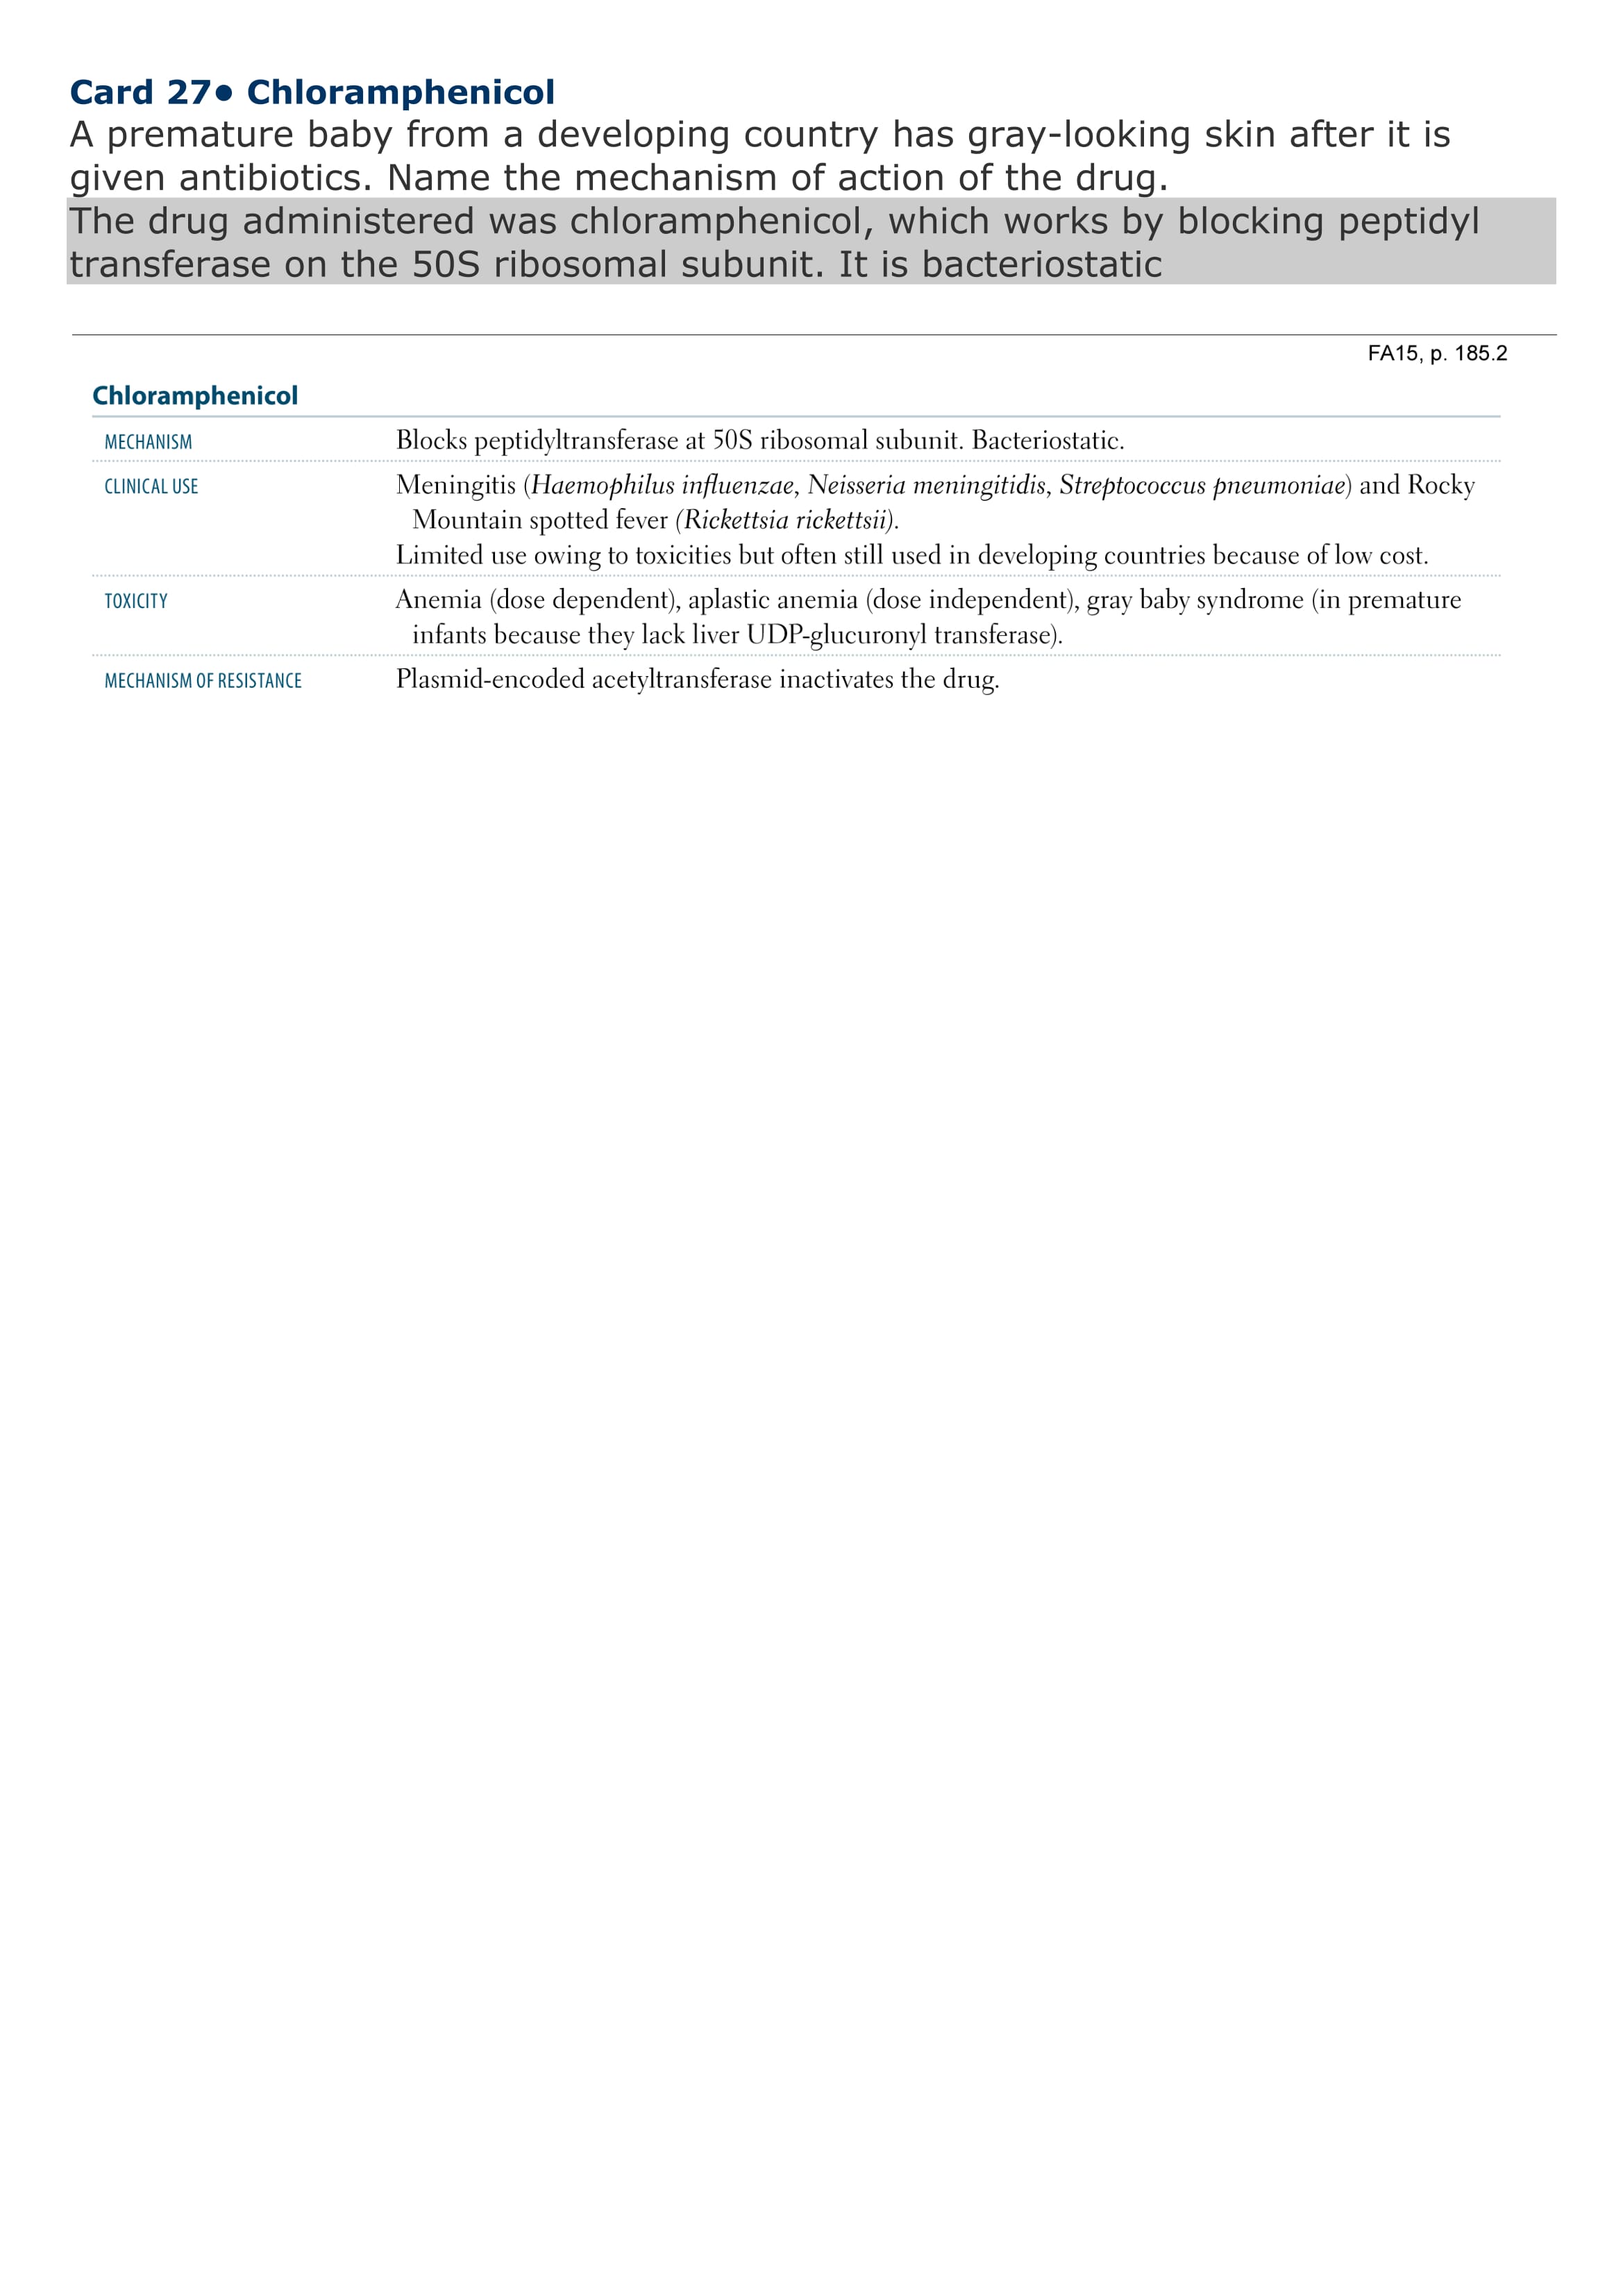 Card 27● Chloramphenicol
A premature baby from a developing country has gray-looking skin after it is
given antibiotics. Name the mechanism of action of the drug.
The drug administered was chloramphenicol, which works by blocking peptidyl
transferase on the 50S ribosomal subunit. It is bacteriostatic
FA15, p. 185.2
Chloramphenicol
MECHANISM Blocks peptidyltransferase at 50S ribosomal subunit. Bacteriostatic.
CLINICAL USE Meningitis (Haemophilus influenzae, Neisseria meningitidis, Streptococcus pneumoniae) and Rocky
Mountain spotted fever (Rickettsia rickettsii).
Limited use owing to toxicities but often still used in developing countries because of low cost.
TOXICITY Anemia (dose dependent), aplastic anemia (dose independent), gray baby syndrome (in premature
infants because they lack liver UDP-glucuronyl transferase).
MECHANISM OF RESISTANCE Plasmid-encoded acetyltransferase inactivates the drug.